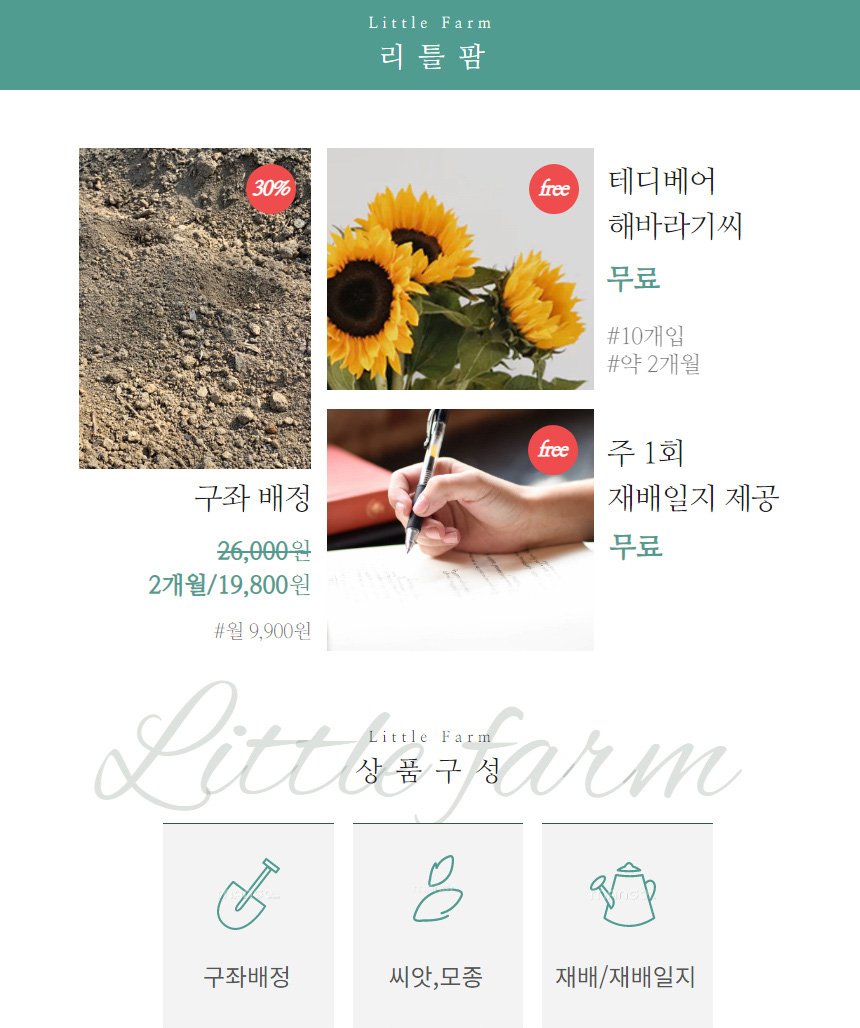 Little Farm
리틀팜
30%
구좌 배정
26,000원
2개월/19,800원
#월 9,900원
free
테디베어
해바라기씨
무료
#10개입
#약 2개월
free
주 1회
재배일지 제공
무료
Little farm
Little Farm
상품구성
구좌배정
씨앗,모종
재배/재배일지